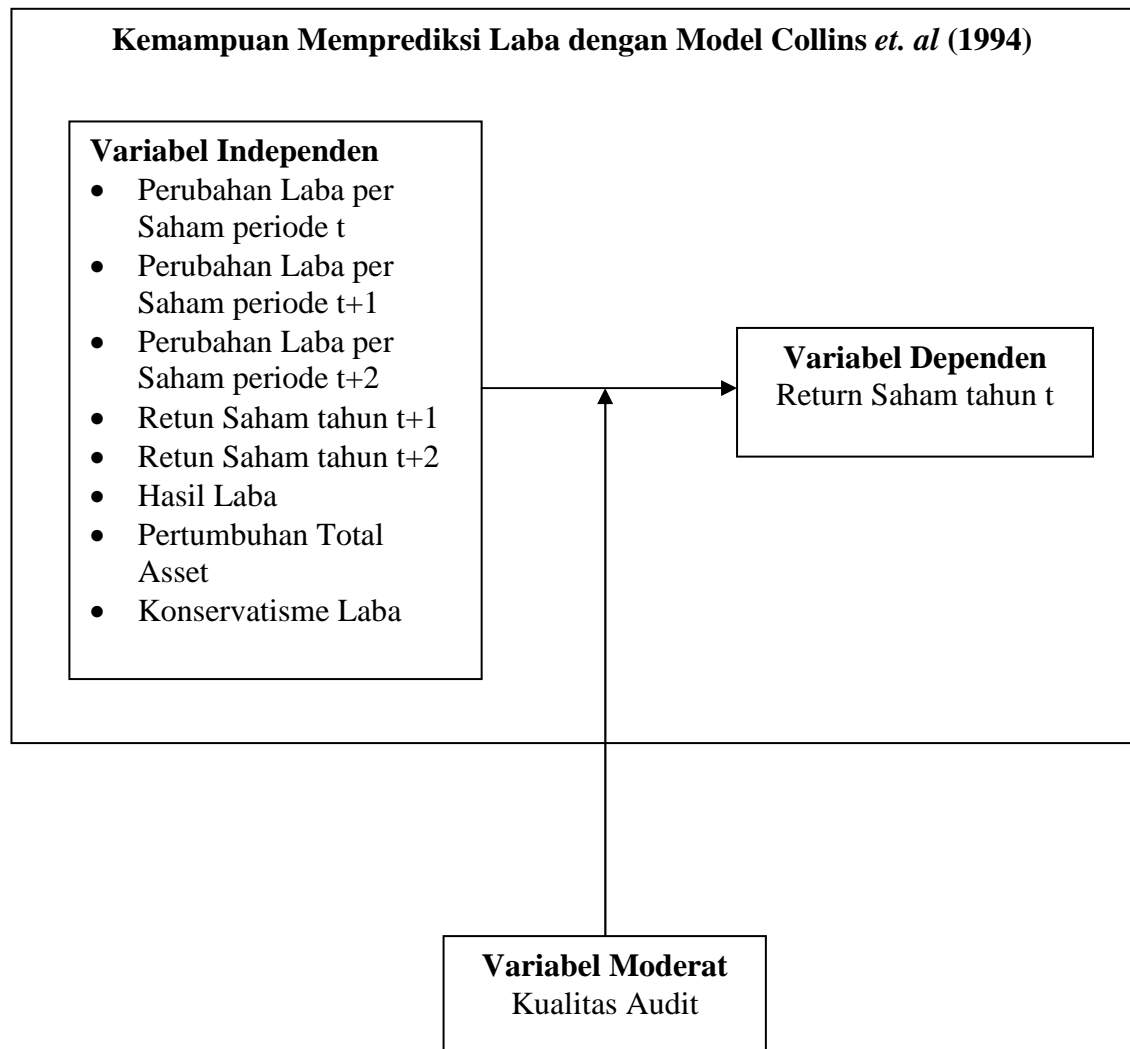 Kemampuan Memprediksi Laba dengan Model Collins et. al (1994)
Variabel Independen
• Perubahan Laba per
Saham periode t
• Perubahan Laba per
Saham periode t+1
• Perubahan Laba per
Saham periode t+2
• Retun Saham tahun t+1
• Retun Saham tahun t+2
• Hasil Laba
• Pertumbuhan Total
Asset
• Konservatisme Laba
Variabel Dependen
Return Saham tahun t
Variabel Moderat
Kualitas Audit